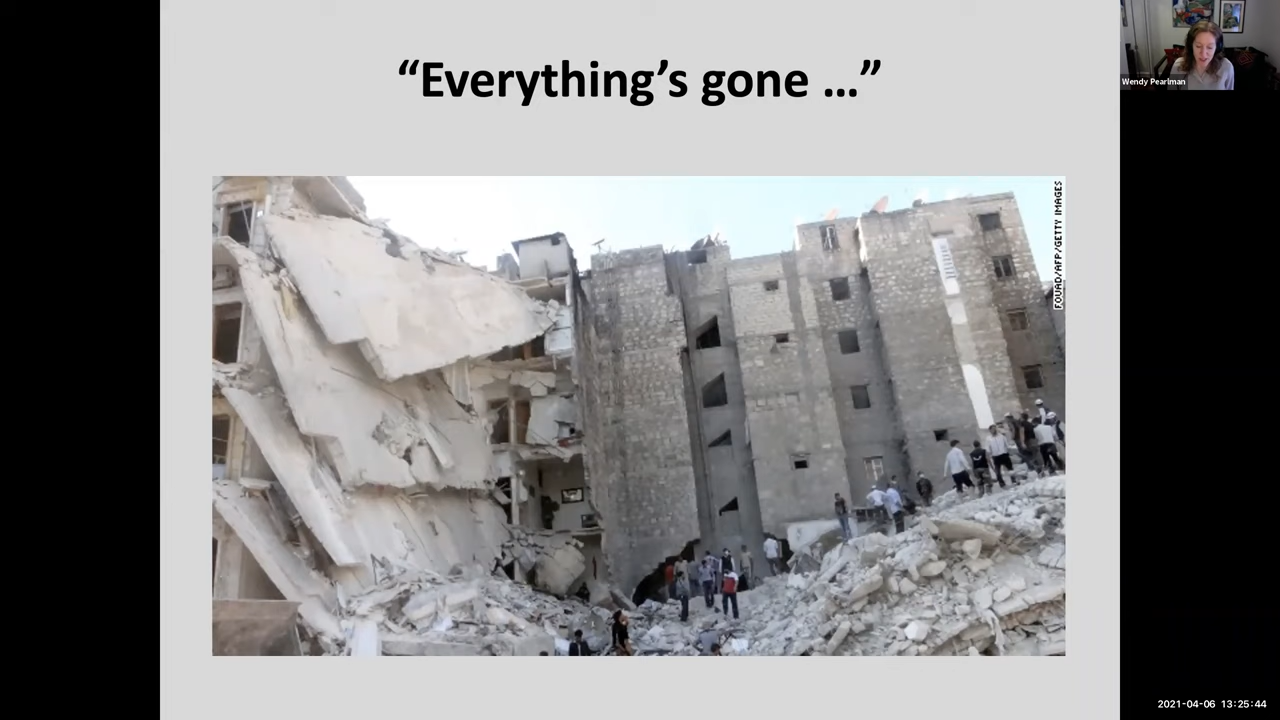 “Everything’s gone …”
FOUAD/AFP/GETTY IMAGES
Wendy Pearlman
2021-04-06 13:25:44